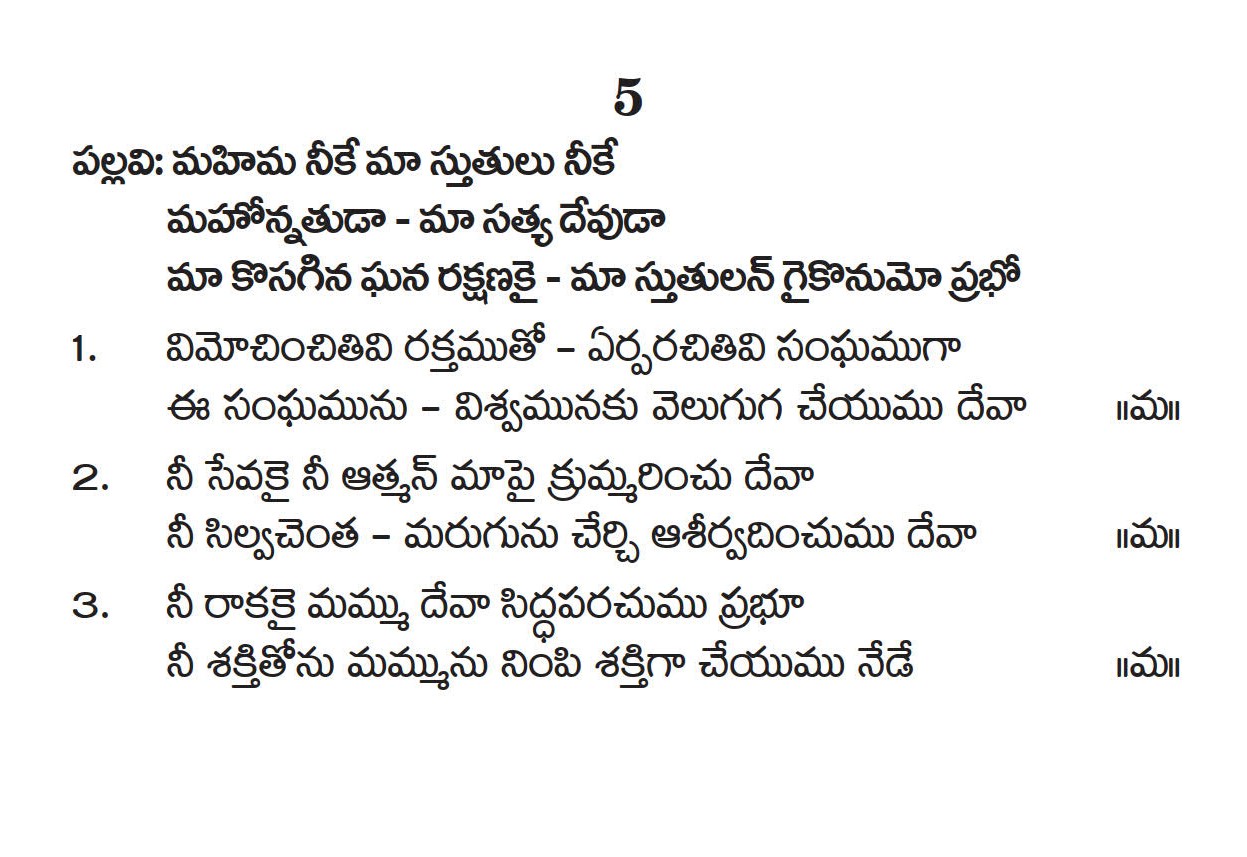 5
పల్లవి: మహిమ నీకే మా స్తుతులు నీకే
మహోన్నతుడా - మా సత్య దేవుడా
మా కొసగిన ఘన రక్షణకై - మా స్తుతులన్ గైకొనుమో ప్రభో
1. విమోచించితివి రక్తముతో – ఏర్పరచితివి సంఘముగా
ఈ సంఘమును – విశ్వమునకు వెలుగుగ చేయుము దేవా ॥మ॥
2. నీ సేవకై నీ ఆత్మన్ మాపై క్రుమ్మరించు దేవా
నీ సిల్వచెంత – మరుగును చేర్చి ఆశీర్వదించుము దేవా ॥మ॥
3. నీ రాకకై మమ్ము దేవా సిద్ధపరచుము ప్రభూ
నీ శక్తితోను మమ్మును నింపి శక్తిగా చేయుము నేడే ॥మ॥